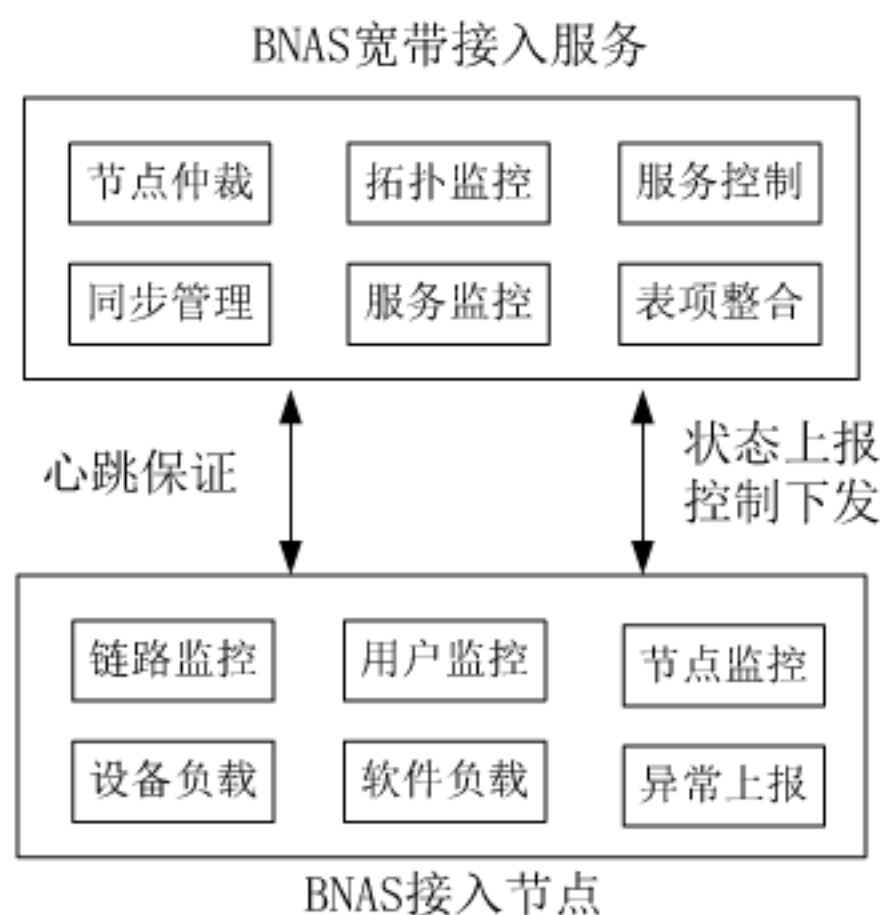 BNAS宽带接入服务
节点仲裁
拓扑监控
服务控制
同步管理
服务监控
表项整合
心跳保证
状态上报
控制下发
链路监控
用户监控
节点监控
设备负载
软件负载
异常上报
BNAS接入节点